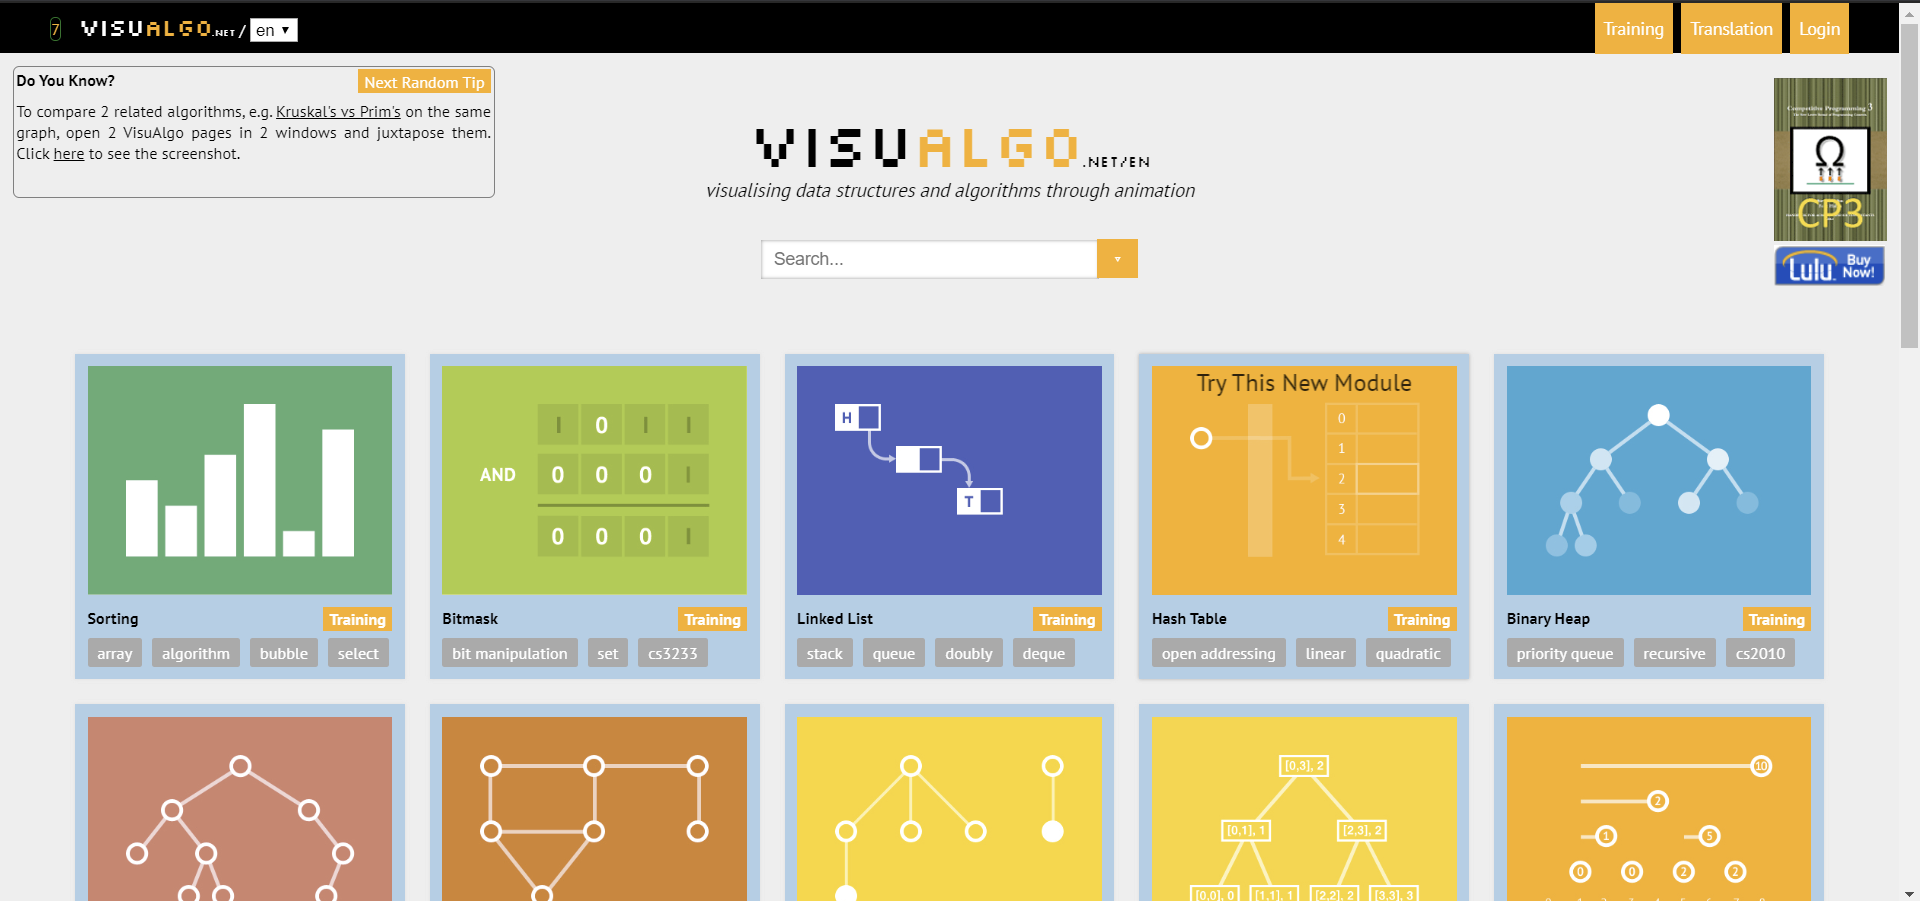 7 VISUALGO.NET / en ▼
Training Translation Login
Do You Know? Next Random Tip
To compare 2 related algorithms, e.g. Kruskal's vs Prim's on the same
graph, open 2 VisuAlgo pages in 2 windows and juxtapose them.
Click here to see the screenshot.
VISUALGO.NET/EN
visualising data structures and algorithms through animation
Search...
Competitive Programming 3
CP3
Lulu Buy Now!
I 0 I I
AND 0 0 0 I
0 0 0 I
H
T
Try This New Module
0
1
2
3
4
Sorting Training
array algorithm bubble select
Bitmask Training
bit manipulation set cs3233
Linked List Training
stack queue doubly deque
Hash Table Training
open addressing linear quadratic
Binary Heap Training
priority queue recursive cs2010
[0,3], 2
[0,1], 1 [2,3], 2
[0,0], 0 [1,1], 1 [2,2], 2 [3,3], 3
10
2
1 5
0 0 2 2